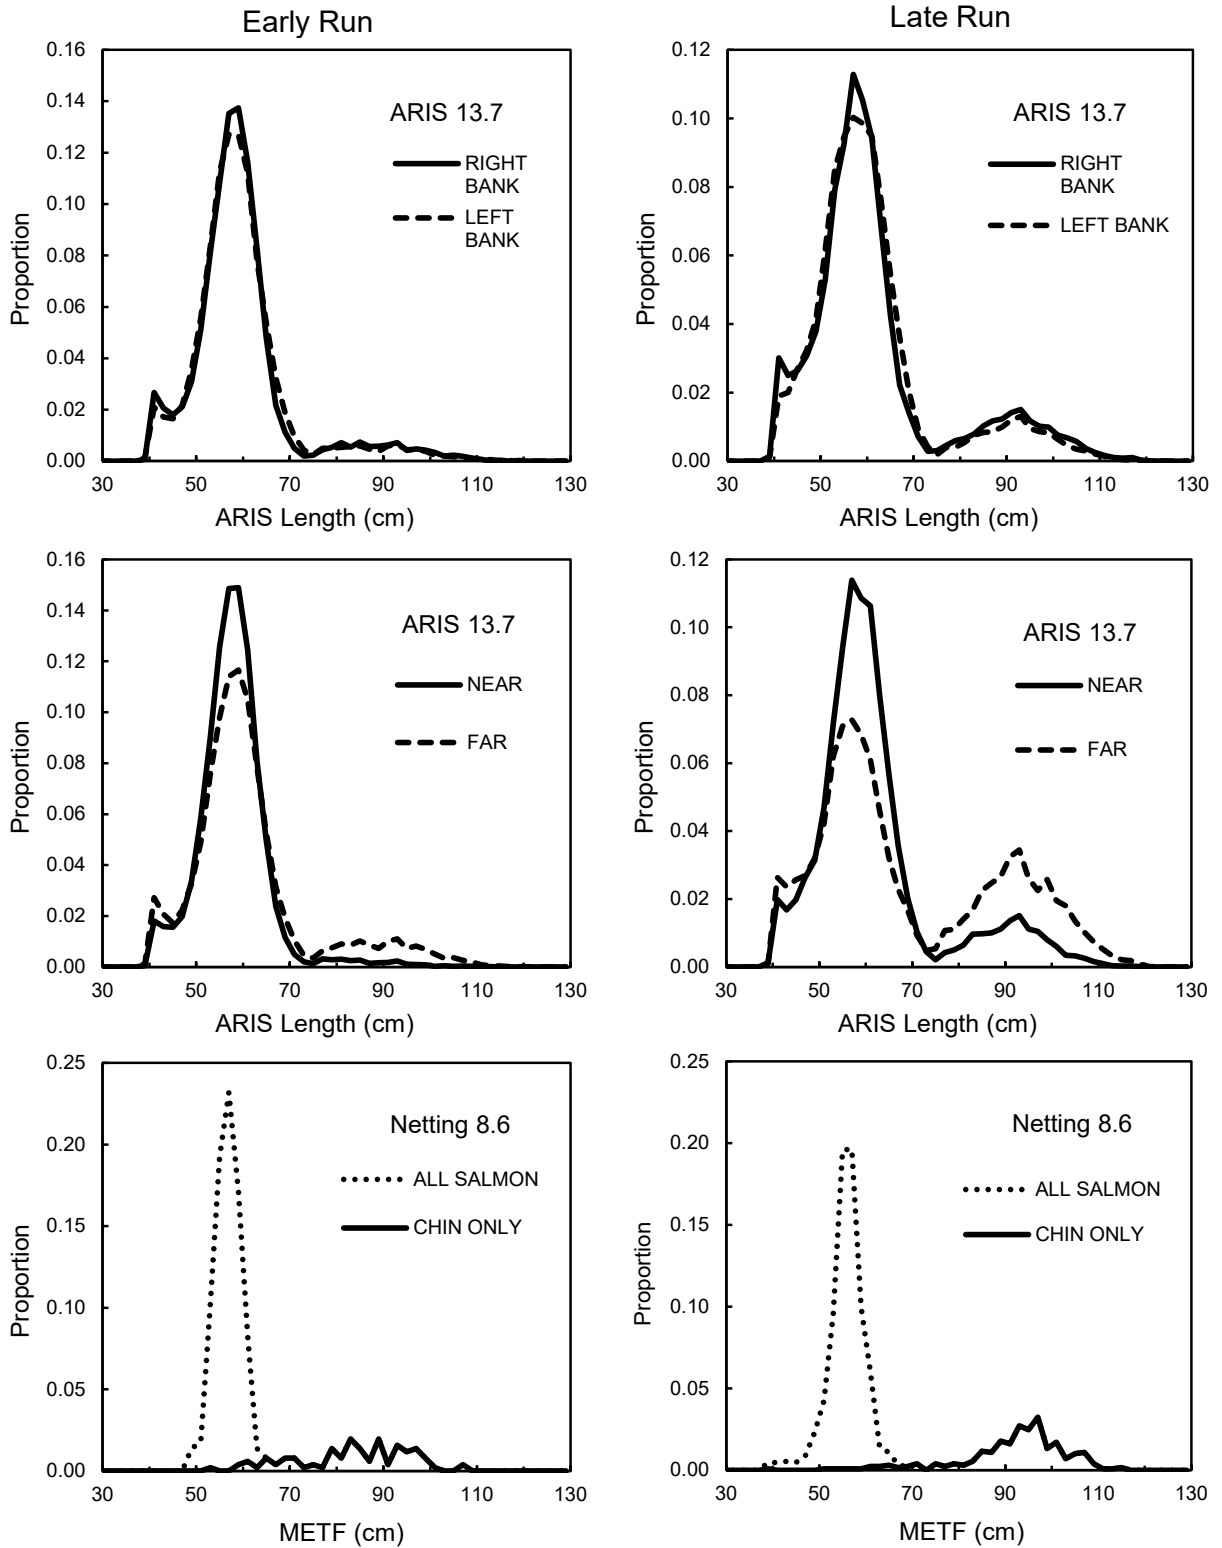 Early Run
Late Run
0.16
0.14
0.12
0.10
0.08
0.06
0.04
0.02
0.00
Proportion
ARIS 13.7
RIGHT
BANK
LEFT
BANK
30 50 70 90 110 130
ARIS Length (cm)
0.12
0.10
0.08
0.06
0.04
0.02
0.00
Proportion
ARIS 13.7
RIGHT
BANK
LEFT BANK
30 50 70 90 110 130
ARIS Length (cm)
0.16
0.14
0.12
0.10
0.08
0.06
0.04
0.02
0.00
Proportion
ARIS 13.7
NEAR
FAR
30 50 70 90 110 130
ARIS Length (cm)
0.12
0.10
0.08
0.06
0.04
0.02
0.00
Proportion
ARIS 13.7
NEAR
FAR
30 50 70 90 110 130
ARIS Length (cm)
0.25
0.20
0.15
0.10
0.05
0.00
Proportion
Netting 8.6
ALL SALMON
CHIN ONLY
30 50 70 90 110 130
METF (cm)
0.25
0.20
0.15
0.10
0.05
0.00
Proportion
Netting 8.6
ALL SALMON
CHIN ONLY
30 50 70 90 110 130
METF (cm)